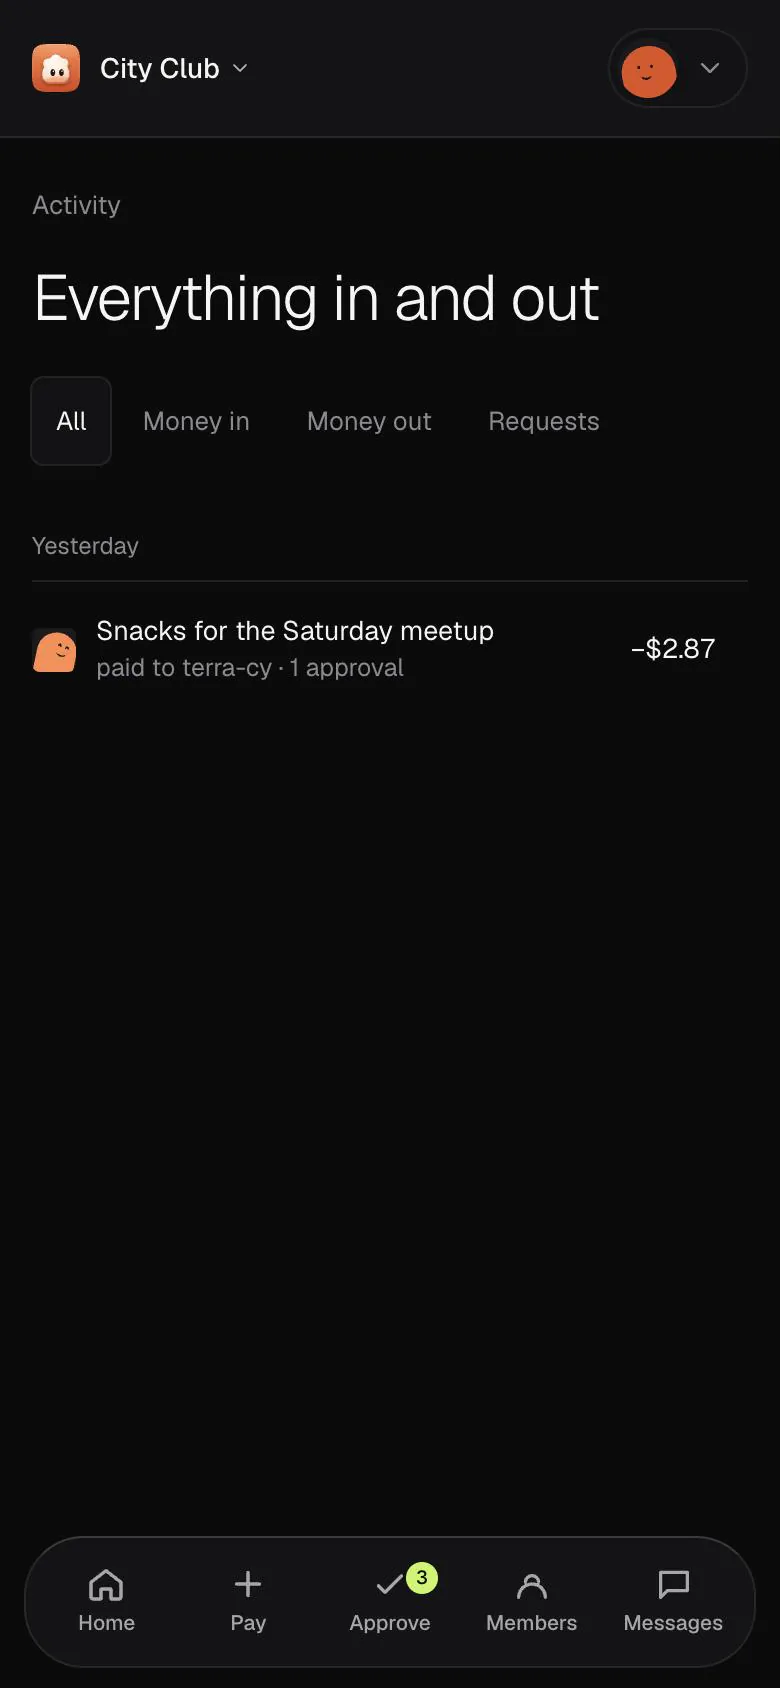 City Club
Activity
Everything in and out
All
Money in
Money out
Requests
Yesterday
Snacks for the Saturday meetup
−$2.87
paid to terra-cy · 1 approval
3
Home
Pay
Approve
Members
Messages